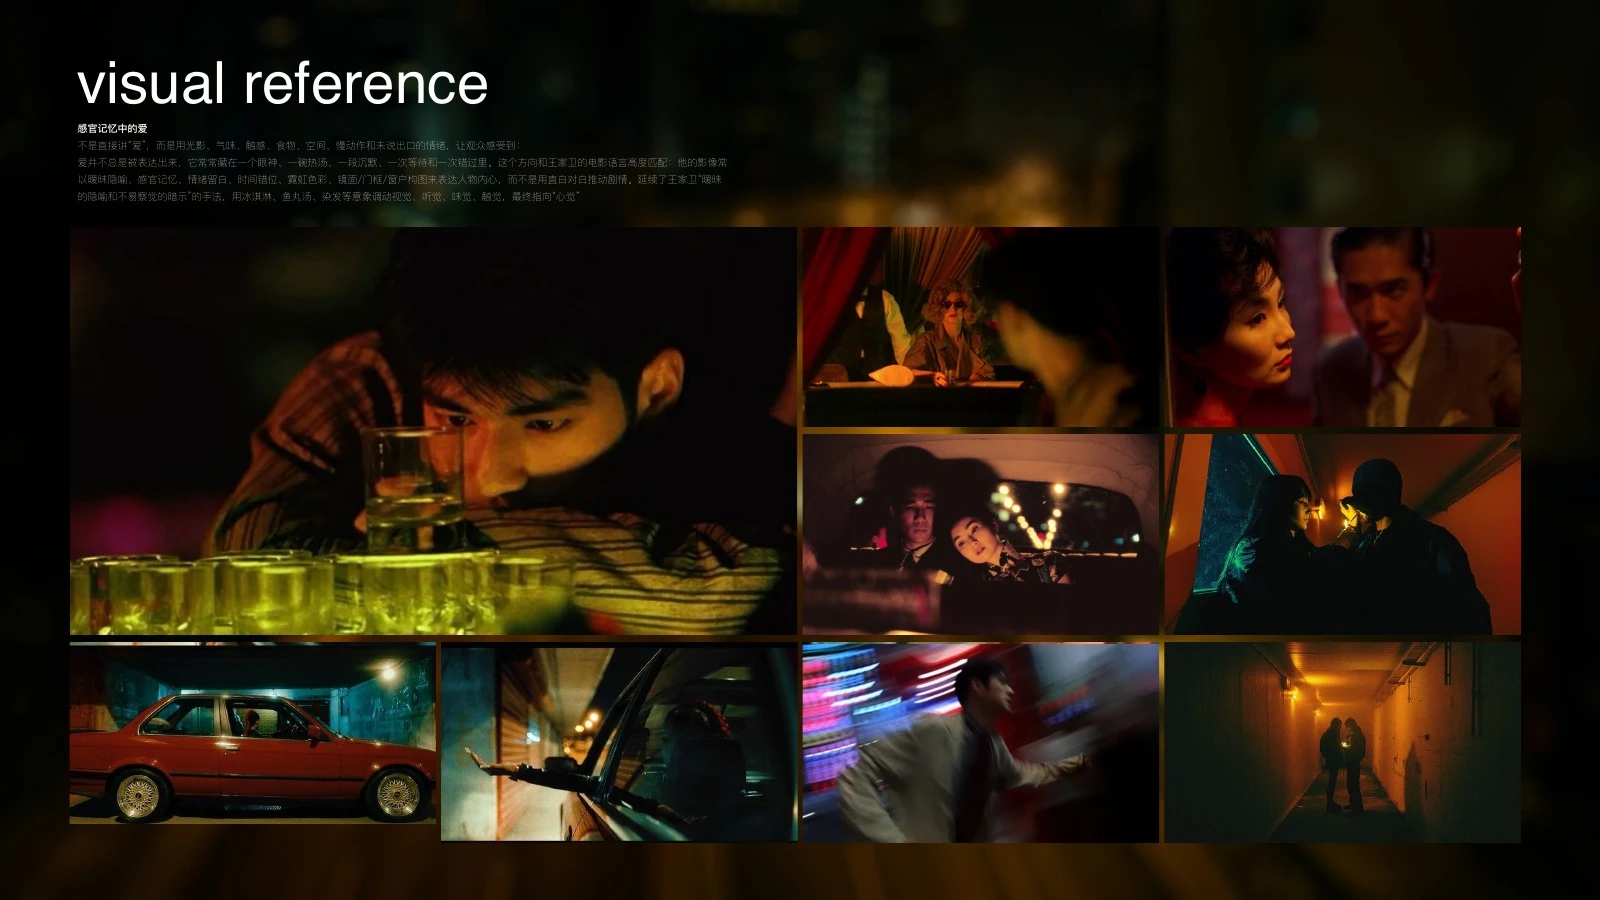 visual reference
感官记忆中的爱
不是直接讲“爱”，而是用光影、气味、触感、食物、空间、慢动作和未说出口的情绪，让观众感受到：
爱并不总是被表达出来，它常常藏在一个眼神、一碗热汤、一段沉默、一次等待和一次错过里。这个方向和王家卫的电影语言高度匹配：他的影像常
以暧昧隐喻、感官记忆、情绪留白、时间错位、霓虹色彩、镜面/门框/窗户构图来表达人物内心，而不是用直白对白推动剧情。延续了王家卫“暧昧
的隐喻和不易察觉的暗示”的手法，用冰淇淋、鱼丸汤、染发等意象调动视觉、听觉、味觉、触觉，最终指向“心觉”